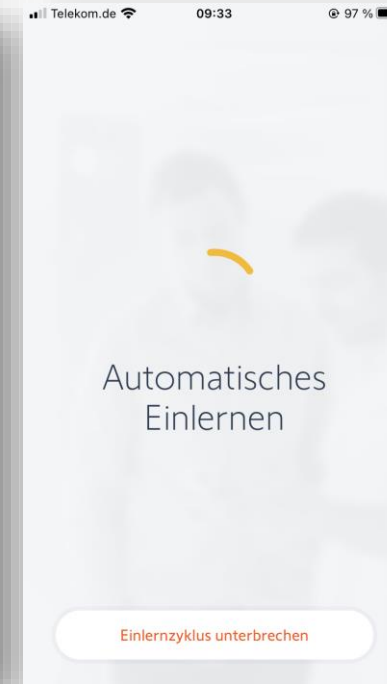 Telekom.de 09:33 97 %
Automatisches
Einlernen
Einlernzyklus unterbrechen